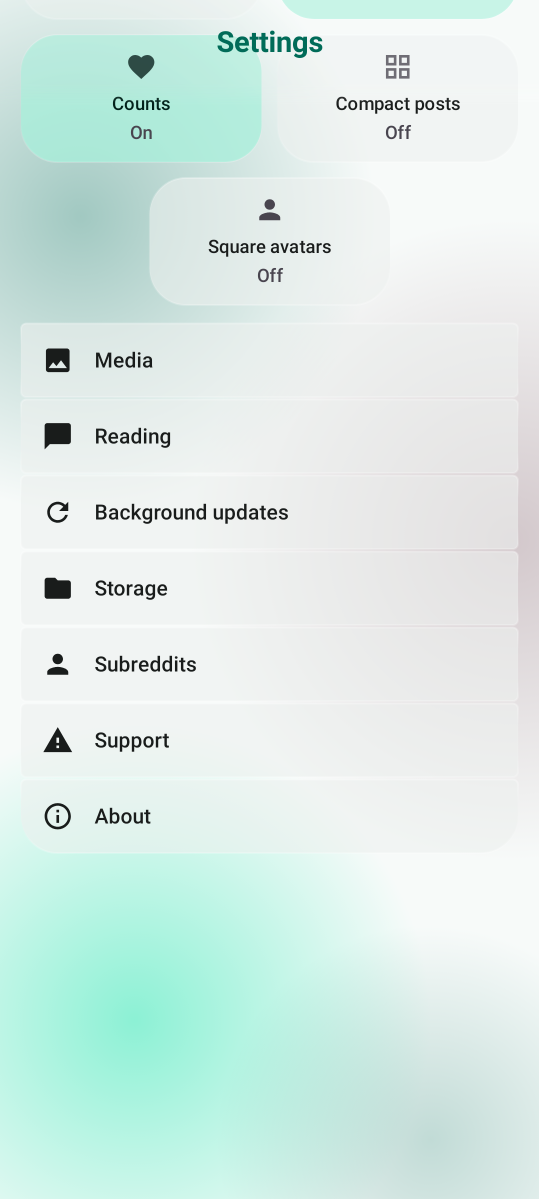 Settings
Counts
On
Compact posts
Off
Square avatars
Off
Media
Reading
Background updates
Storage
Subreddits
Support
About